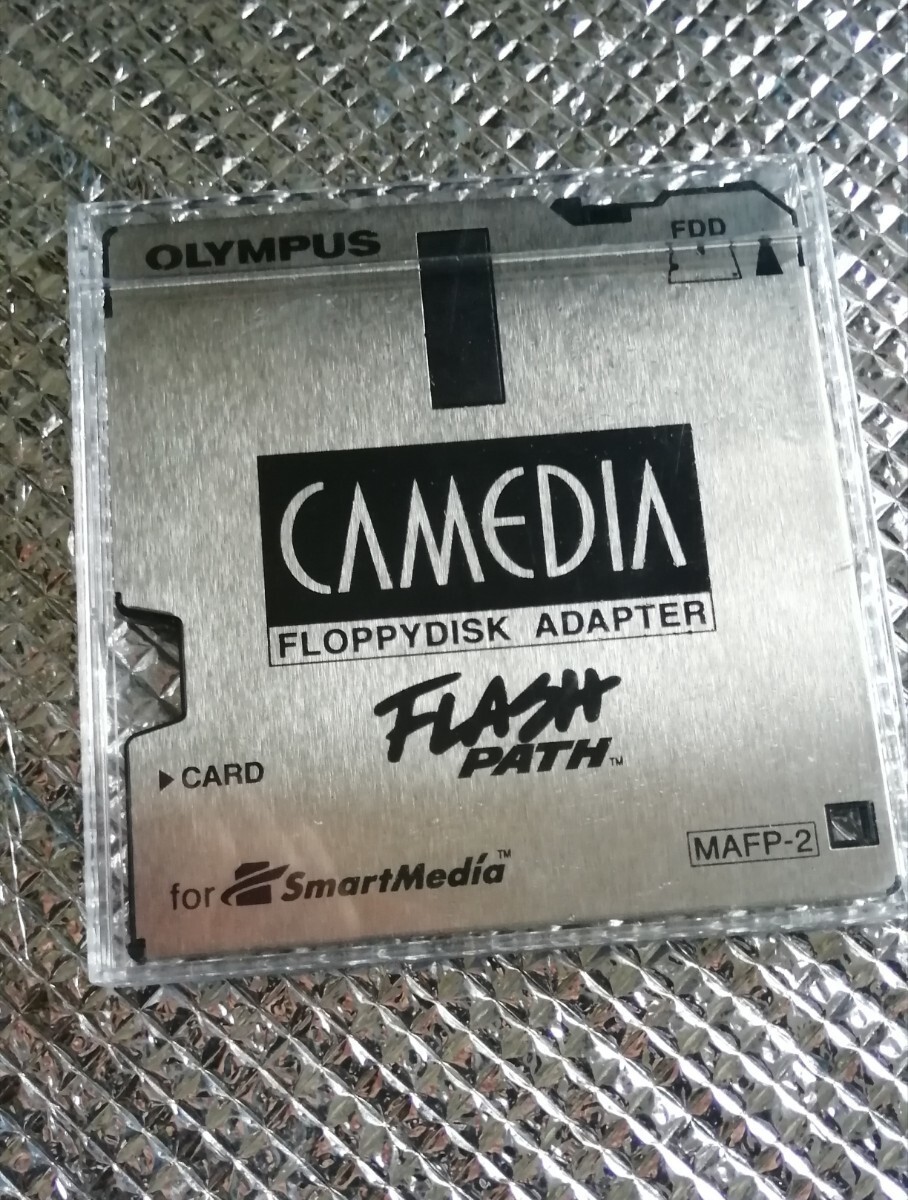 OLYMPUS
FDD
CAMEDIA
FLOPPYDISK ADAPTER
FLASH
PATH™
▶ CARD
MAFP-2
for SmartMedia™